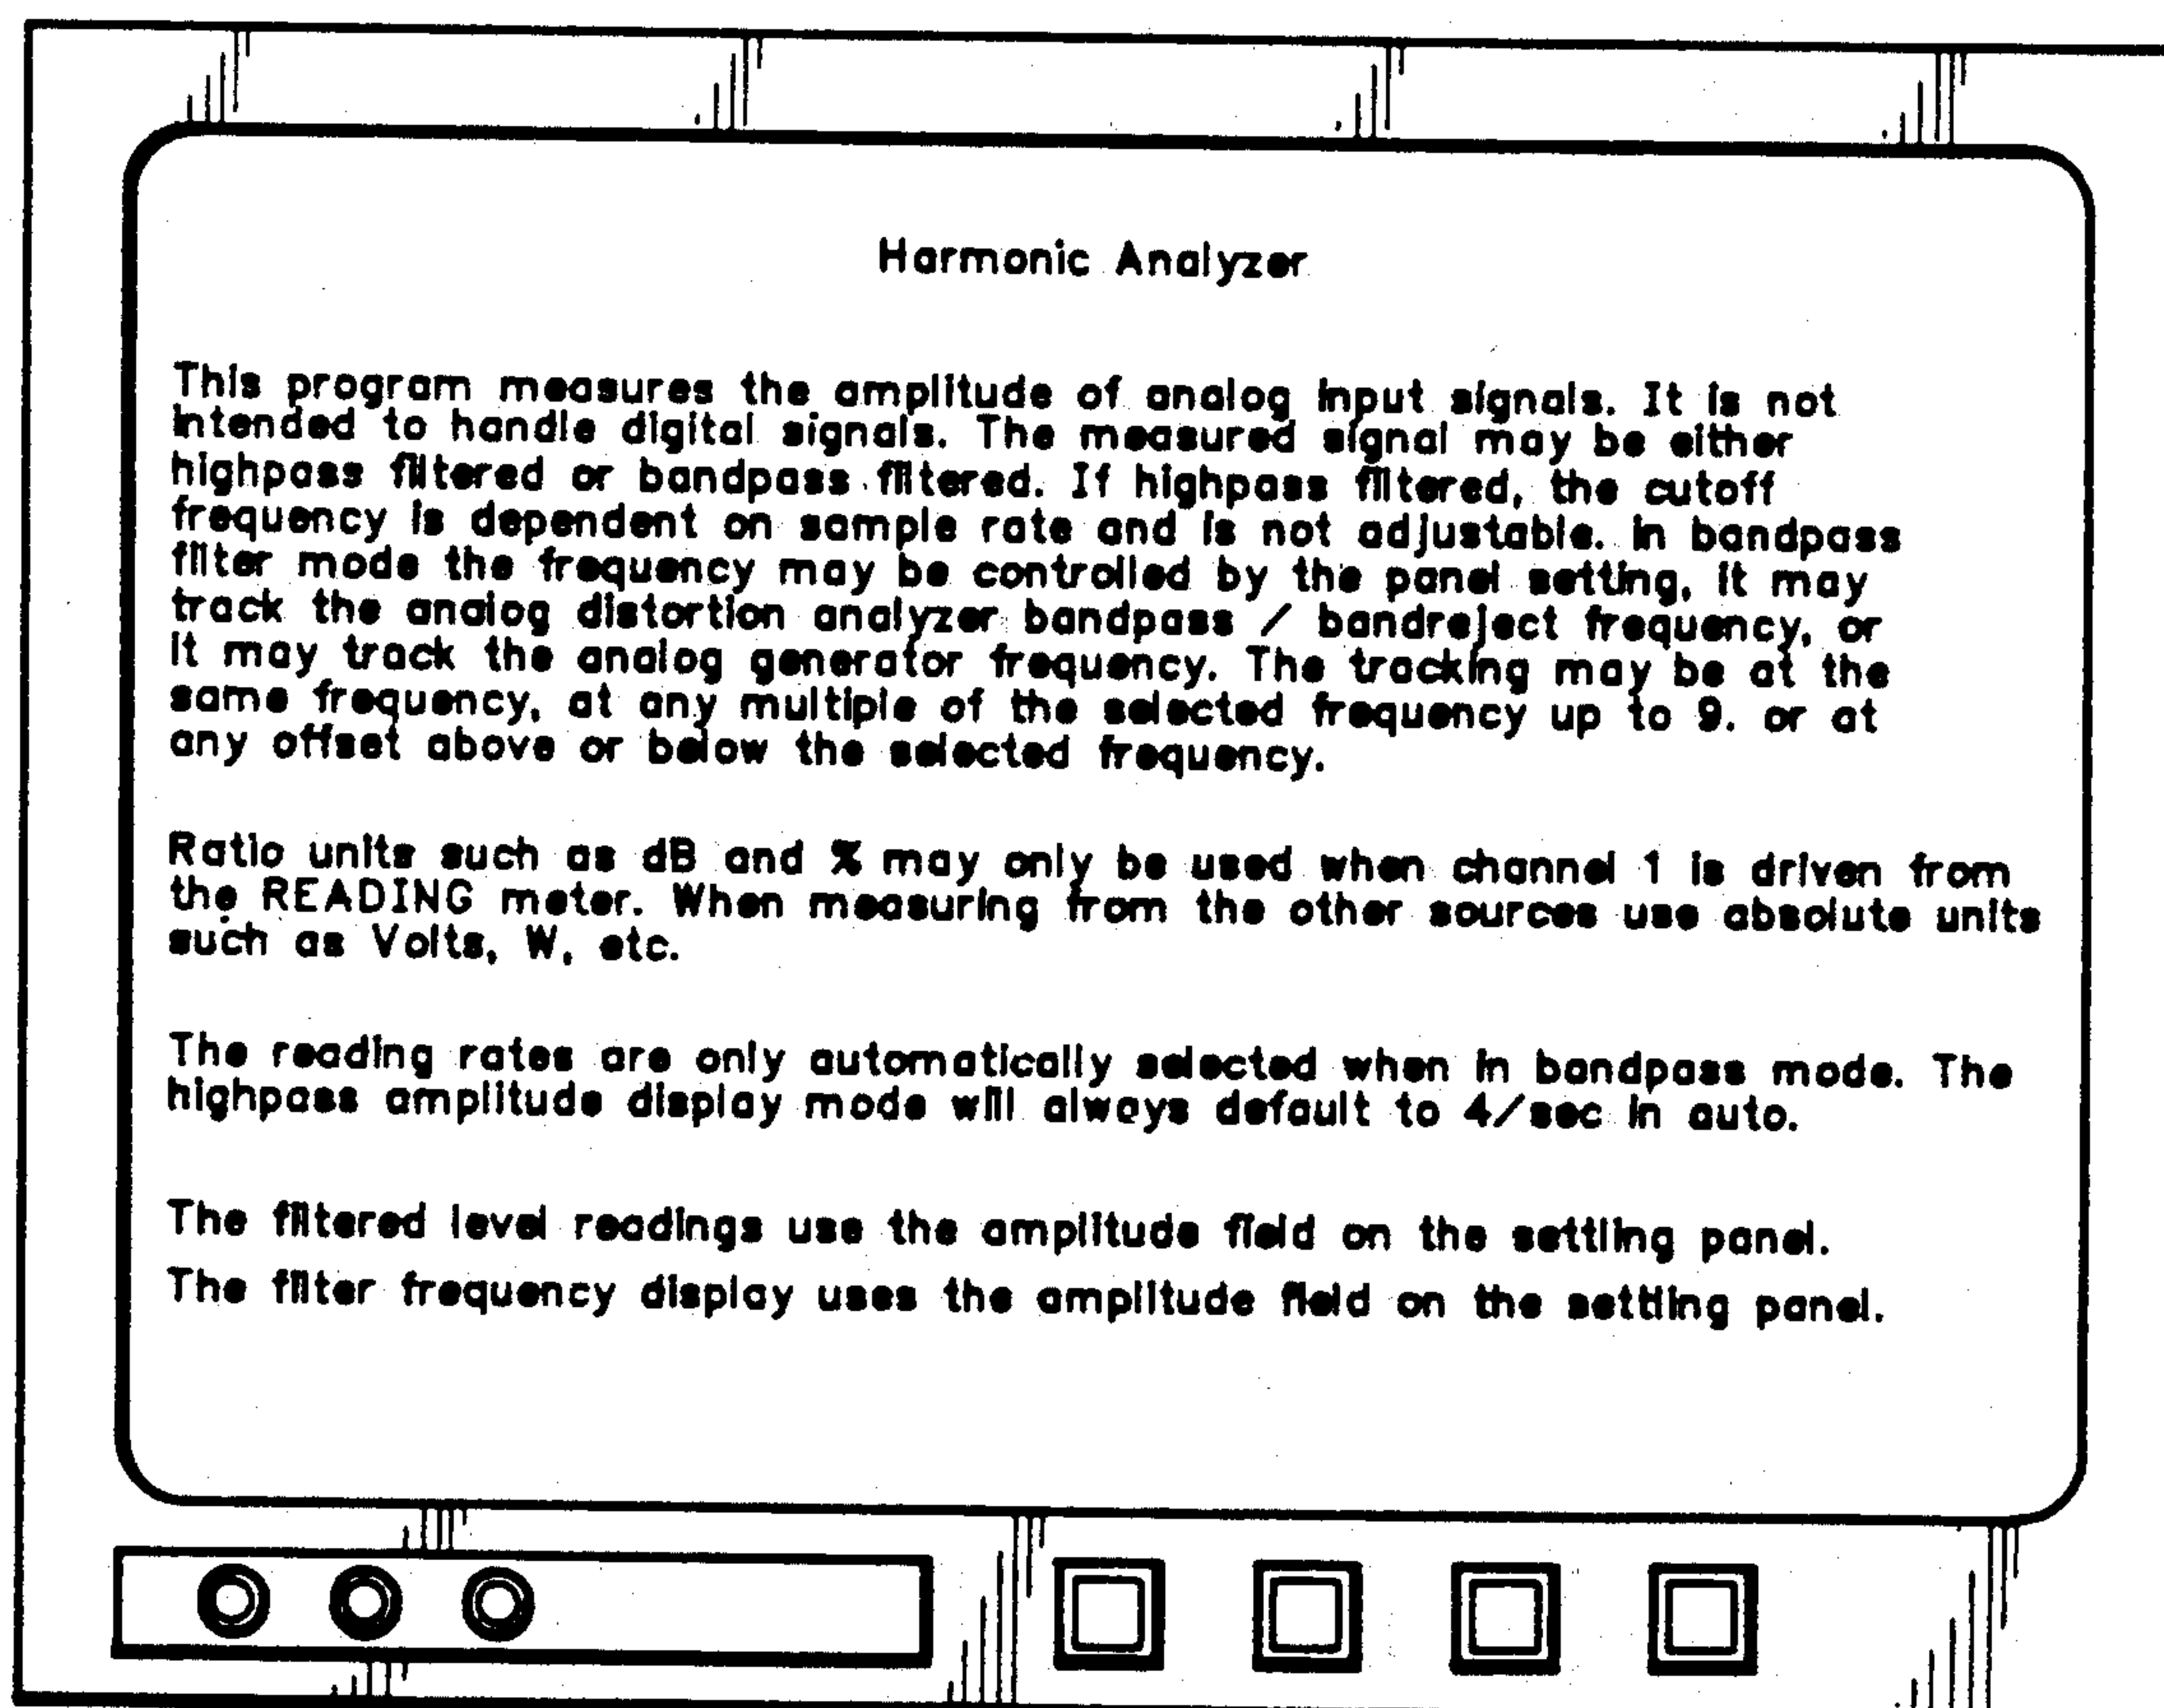 Harmonic Analyzer
This program measures the amplitude of analog input signals. It is not
intended to handle digital signals. The measured signal may be either
highpass filtered or bandpass filtered. If highpass filtered, the cutoff
frequency is dependent on sample rate and is not adjustable. In bandpass
filter mode the frequency may be controlled by the panel setting, it may
track the analog distortion analyzer bandpass / bandreject frequency, or
it may track the analog generator frequency. The tracking may be at the
same frequency, at any multiple of the selected frequency up to 9. or at
any offset above or below the selected frequency.
Ratio units such as dB and % may only be used when channel 1 is driven from
the READING meter. When measuring from the other sources use absolute units
such as Volts, W, etc.
The reading rates are only automatically selected when in bandpass mode. The
highpass amplitude display mode will always default to 4/sec in auto.
The filtered level readings use the amplitude field on the settling panel.
The filter frequency display uses the amplitude field on the settling panel.